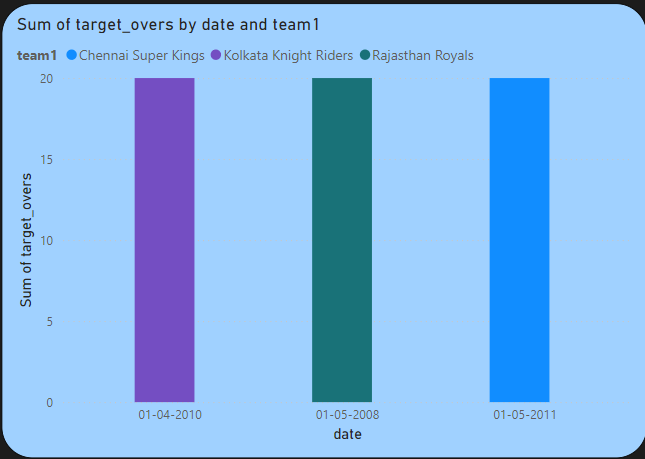 Sum of target_overs by date and team1
team1 Chennai Super Kings Kolkata Knight Riders Rajasthan Royals
20
15
10
5
0
Sum of target_overs
01-04-2010 01-05-2008 01-05-2011
date